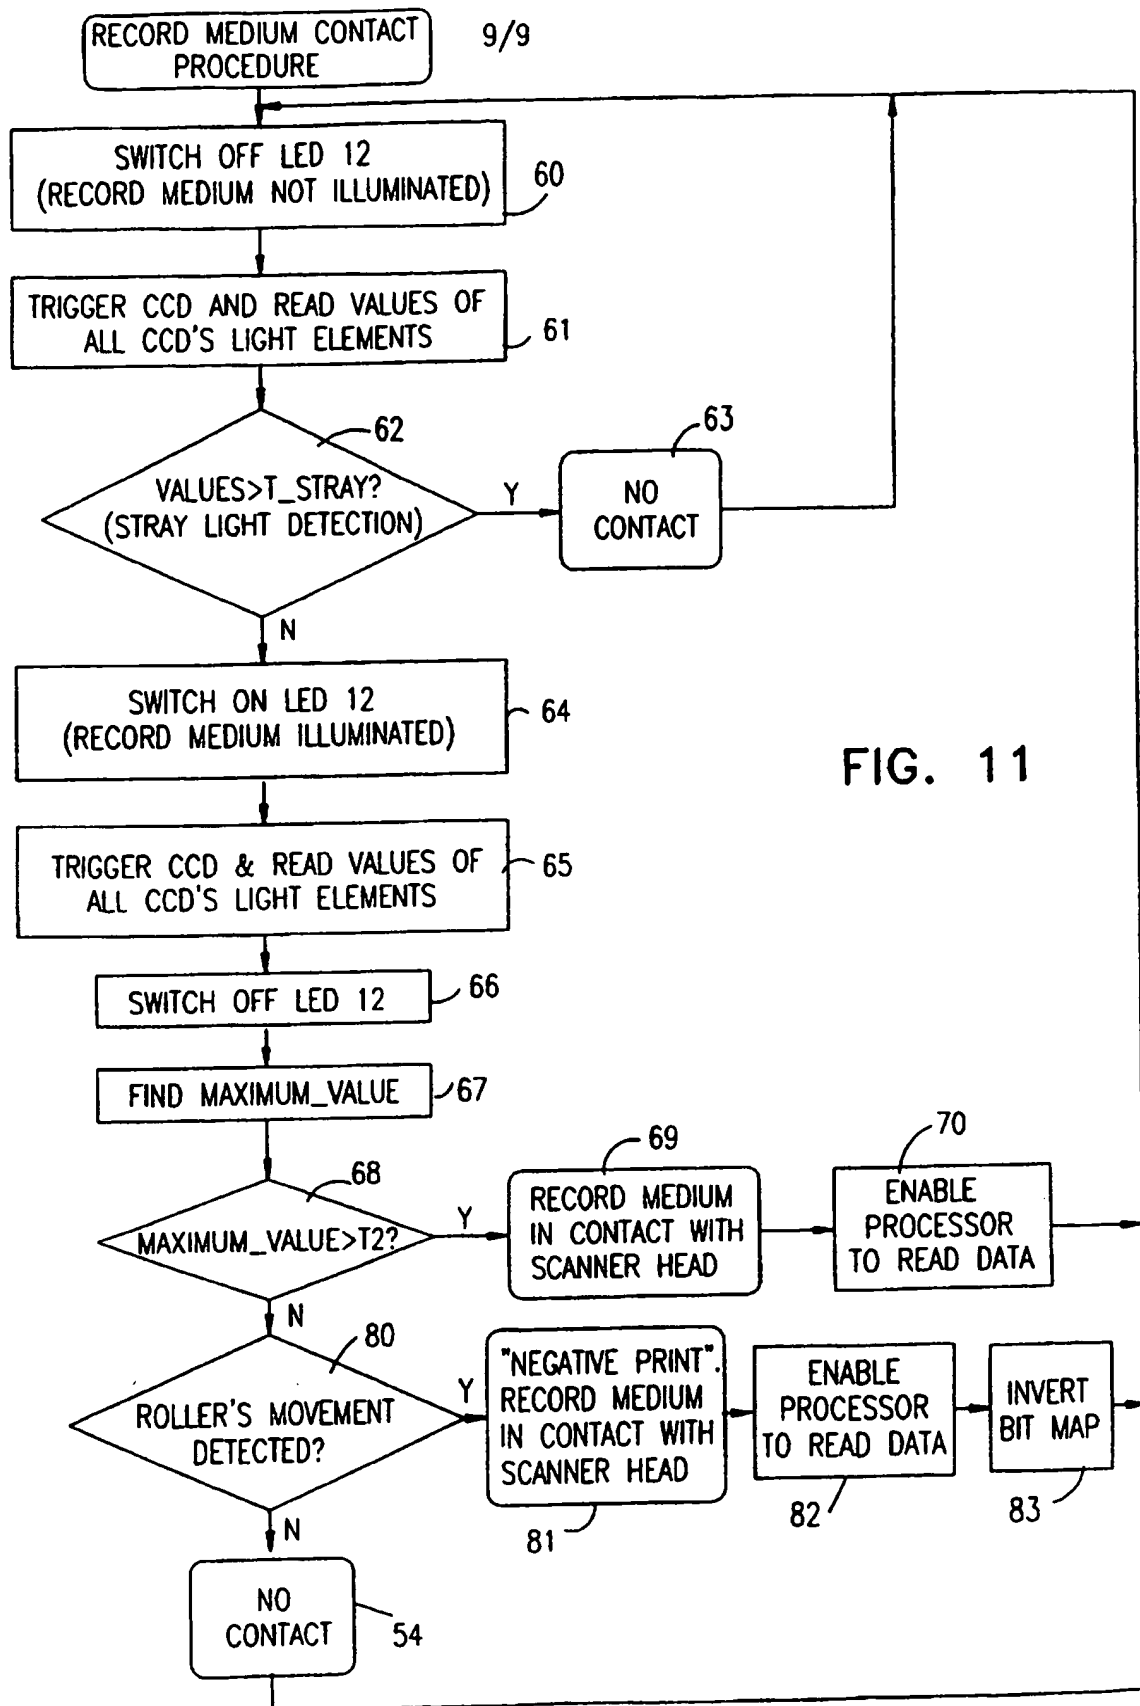 RECORD MEDIUM CONTACT
PROCEDURE
9/9
SWITCH OFF LED 12
(RECORD MEDIUM NOT ILLUMINATED)
60
TRIGGER CCD AND READ VALUES OF
ALL CCD'S LIGHT ELEMENTS
61
62
VALUES>T_STRAY?
(STRAY LIGHT DETECTION)
Y
63
NO
CONTACT
N
SWITCH ON LED 12
(RECORD MEDIUM ILLUMINATED)
64
FIG. 11
TRIGGER CCD & READ VALUES OF
ALL CCD'S LIGHT ELEMENTS
65
SWITCH OFF LED 12
66
FIND MAXIMUM_VALUE
67
68
MAXIMUM_VALUE>T2?
Y
69
RECORD MEDIUM
IN CONTACT WITH
SCANNER HEAD
70
ENABLE
PROCESSOR
TO READ DATA
N
80
ROLLER'S MOVEMENT
DETECTED?
Y
"NEGATIVE PRINT".
RECORD MEDIUM
IN CONTACT WITH
SCANNER HEAD
81
ENABLE
PROCESSOR
TO READ DATA
82
INVERT
BIT MAP
83
N
NO
CONTACT
54